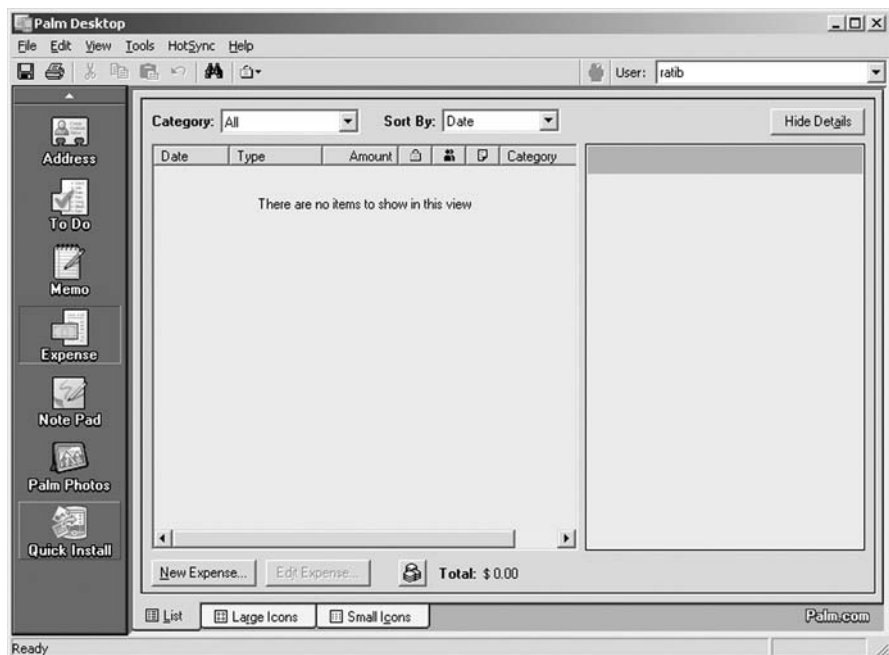 Palm Desktop
File Edit View Tools HotSync Help
User: ratib
Address
To Do
Memo
Expense
Note Pad
Palm Photos
Quick Install
Category: All Sort By: Date Hide Details
Date Type Amount Category
There are no items to show in this view
New Expense... Edit Expense... Total: $ 0.00
List Large Icons Small Icons Palm.com
Ready